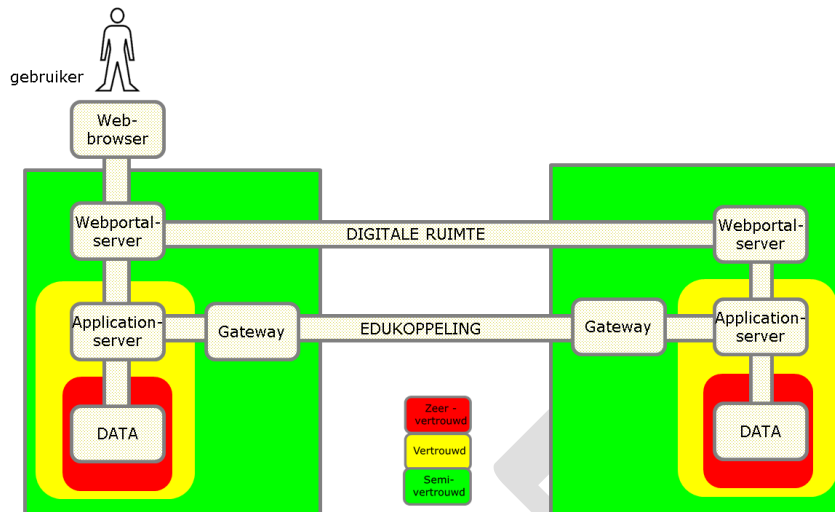 gebruiker
Web-
browser
Webportal-
server
DIGITALE RUIMTE
Webportal-
server
Application-
server
Gateway
EDUKOPPELING
Gateway
Application-
server
DATA
Zeer -
vertrouwd
Vertrouwd
Semi-
vertrouwd
DATA